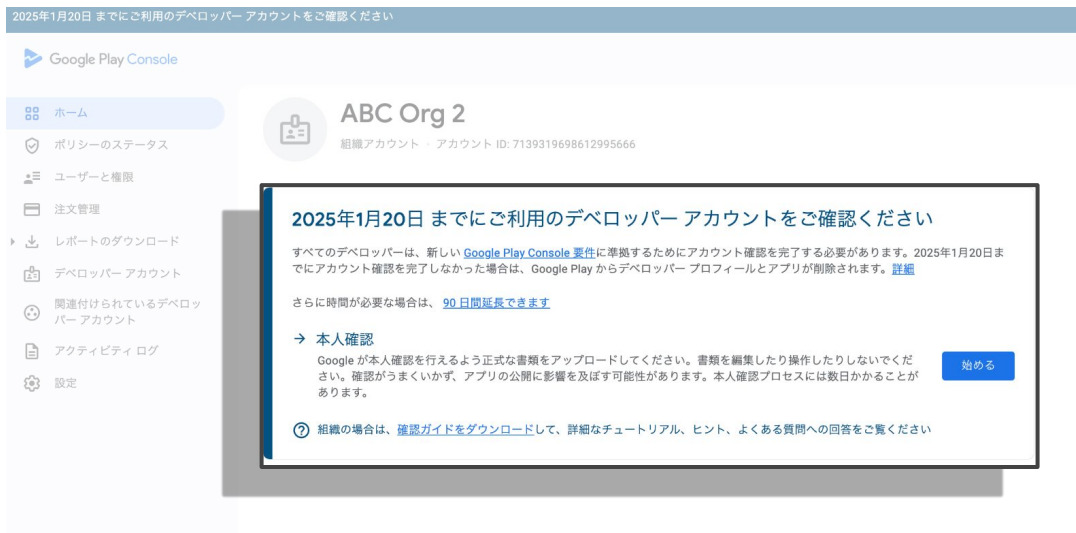 2025年1月20日 までにご利用のデベロッパー アカウントをご確認ください
Google Play Console
ホーム
ポリシーのステータス
ユーザーと権限
注文管理
レポートのダウンロード
デベロッパー アカウント
関連付けられているデベロッ
パー アカウント
アクティビティ ログ
設定
ABC Org 2
組織アカウント · アカウント ID: 7139319698612995666
2025年1月20日 までにご利用のデベロッパー アカウントをご確認ください
すべてのデベロッパーは、新しい Google Play Console 要件に準拠するためにアカウント確認を完了する必要があります。2025年1月20日ま
でにアカウント確認を完了しなかった場合は、Google Play からデベロッパー プロフィールとアプリが削除されます。詳細
さらに時間が必要な場合は、 90 日間延長できます
本人確認
Google が本人確認を行えるよう正式な書類をアップロードしてください。書類を編集したり操作したりしないでくだ
さい。確認がうまくいかず、アプリの公開に影響を及ぼす可能性があります。本人確認プロセスには数日かかることが
あります。
始める
組織の場合は、確認ガイドをダウンロードして、詳細なチュートリアル、ヒント、よくある質問への回答をご覧ください